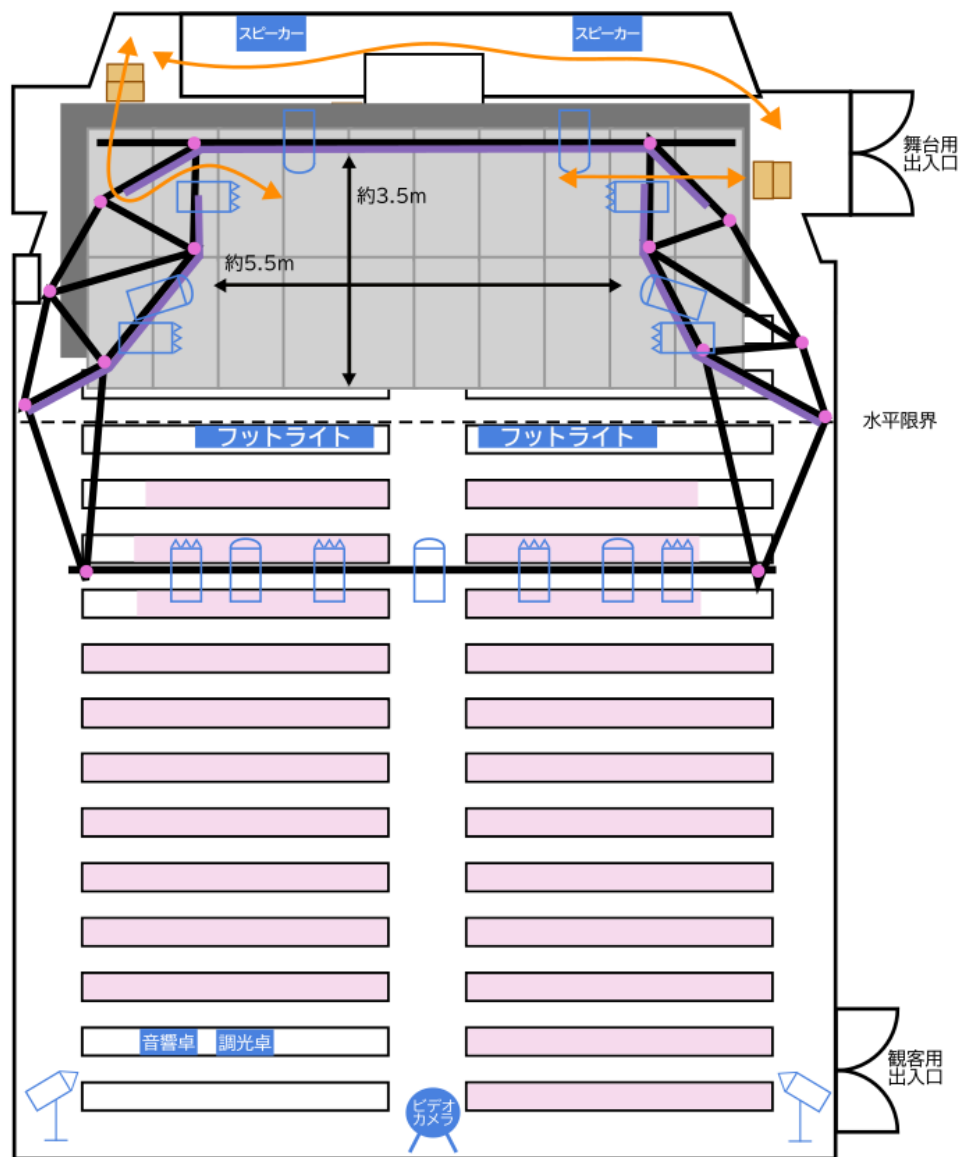 スピーカー
スピーカー
舞台用
出入口
約3.5m
約5.5m
水平限界
フットライト
フットライト
音響卓
調光卓
観客用
出入口
ビデオ
カメラ